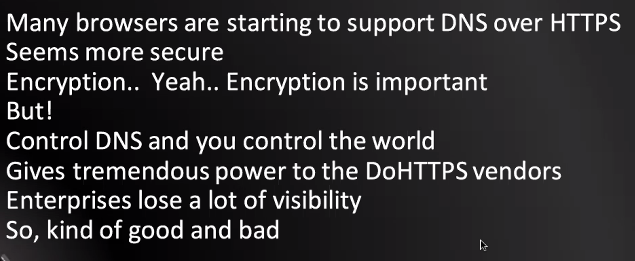 Many browsers are starting to support DNS over HTTPS
Seems more secure
Encryption.. Yeah.. Encryption is important
But!
Control DNS and you control the world
Gives tremendous power to the DoHTTPS vendors
Enterprises lose a lot of visibility
So, kind of good and bad